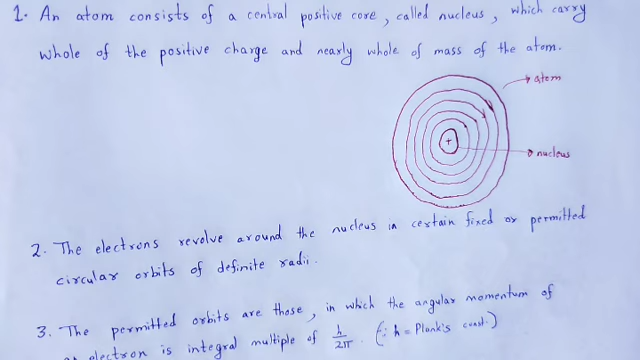 1. An atom consists of a central positive core, called nucleus, which carry
whole of the positive charge and nearly whole of mass of the atom.
atom
+
nucleus
2. The electrons revolve around the nucleus in certain fixed or permitted
circular orbits of definite radii.
3. The permitted orbits are those, in which the angular momentum of
electron is integral multiple of h/2π. (∵ h = Plank's const.)